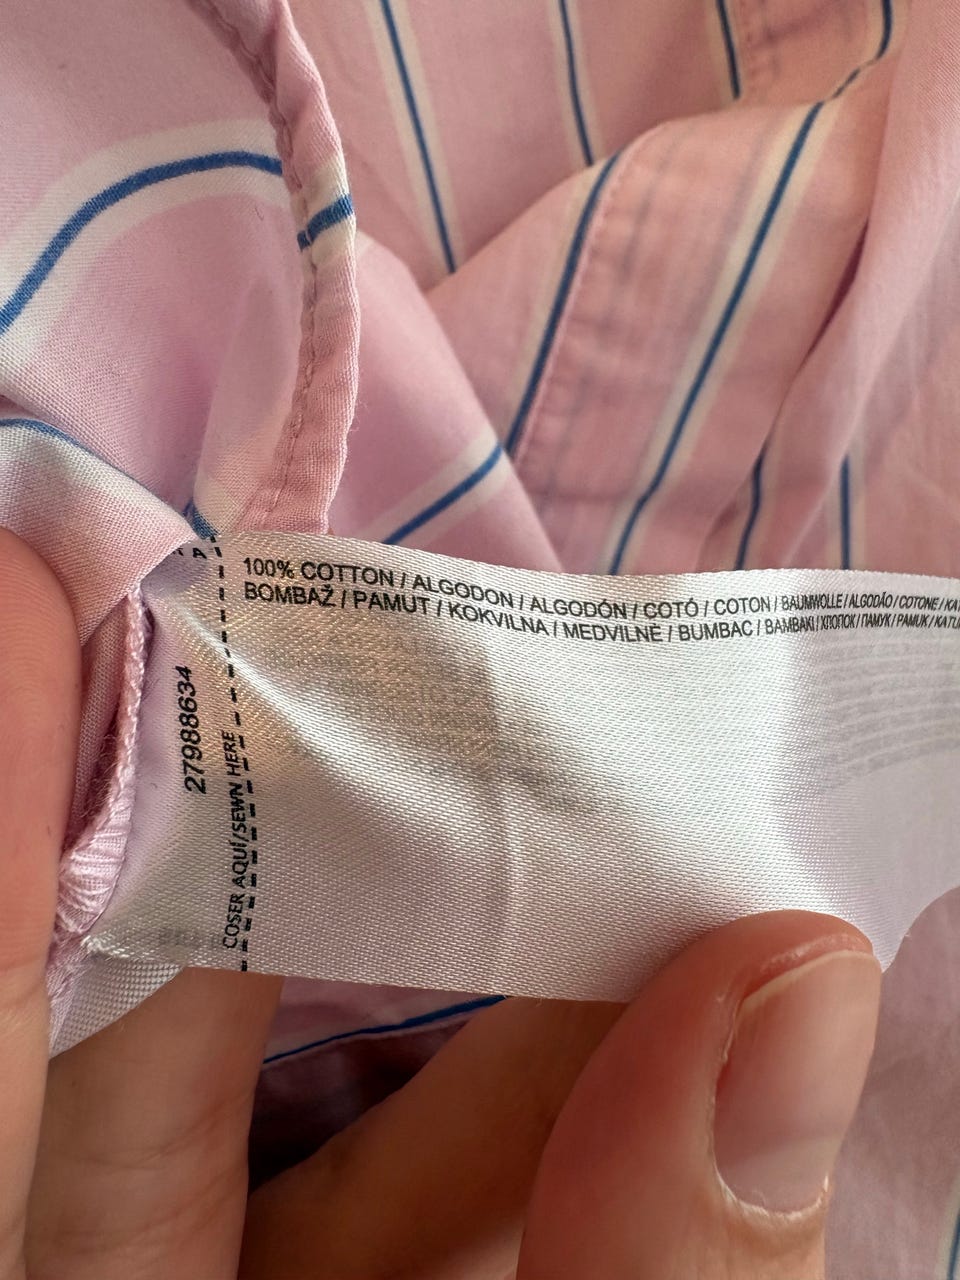 100% COTTON / ALGODON / ALGODÓN / COTÓ / COTON / BAUMWOLLE / ALGODÃO / COTONE /
BOMBAŽ / PAMUT / KOKVILNA / MEDVILNĖ / BUMBAC / BAMBAKI / ХЛОПОК / ПАМУК / PAMUK /
27988634
COSER AQUÍ/SEWN HERE